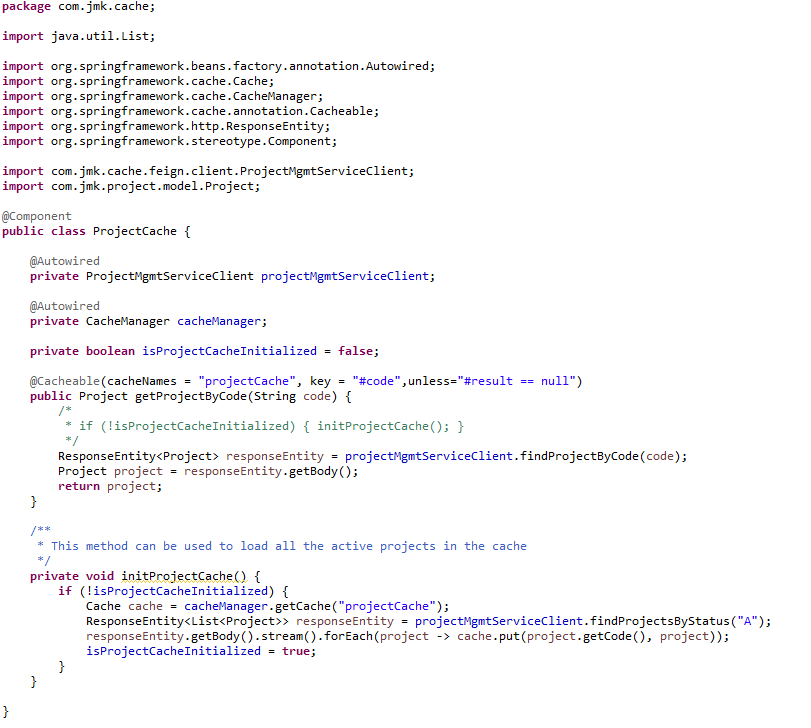 package com.jmk.cache;
import java.util.List;
import org.springframework.beans.factory.annotation.Autowired;
import org.springframework.cache.Cache;
import org.springframework.cache.CacheManager;
import org.springframework.cache.annotation.Cacheable;
import org.springframework.http.ResponseEntity;
import org.springframework.stereotype.Component;
import com.jmk.cache.feign.client.ProjectMgmtServiceClient;
import com.jmk.project.model.Project;
@Component
public class ProjectCache {
@Autowired
private ProjectMgmtServiceClient projectMgmtServiceClient;
@Autowired
private CacheManager cacheManager;
private boolean isProjectCacheInitialized = false;
@Cacheable(cacheNames = "projectCache", key = "#code",unless="#result == null")
public Project getProjectByCode(String code) {
/*
* if (!isProjectCacheInitialized) { initProjectCache(); }
*/
ResponseEntity<Project> responseEntity = projectMgmtServiceClient.findProjectByCode(code);
Project project = responseEntity.getBody();
return project;
}
/**
* This method can be used to load all the active projects in the cache
*/
private void initProjectCache() {
if (!isProjectCacheInitialized) {
Cache cache = cacheManager.getCache("projectCache");
ResponseEntity<List<Project>> responseEntity = projectMgmtServiceClient.findProjectsByStatus("A");
responseEntity.getBody().stream().forEach(project -> cache.put(project.getCode(), project));
isProjectCacheInitialized = true;
}
}
}